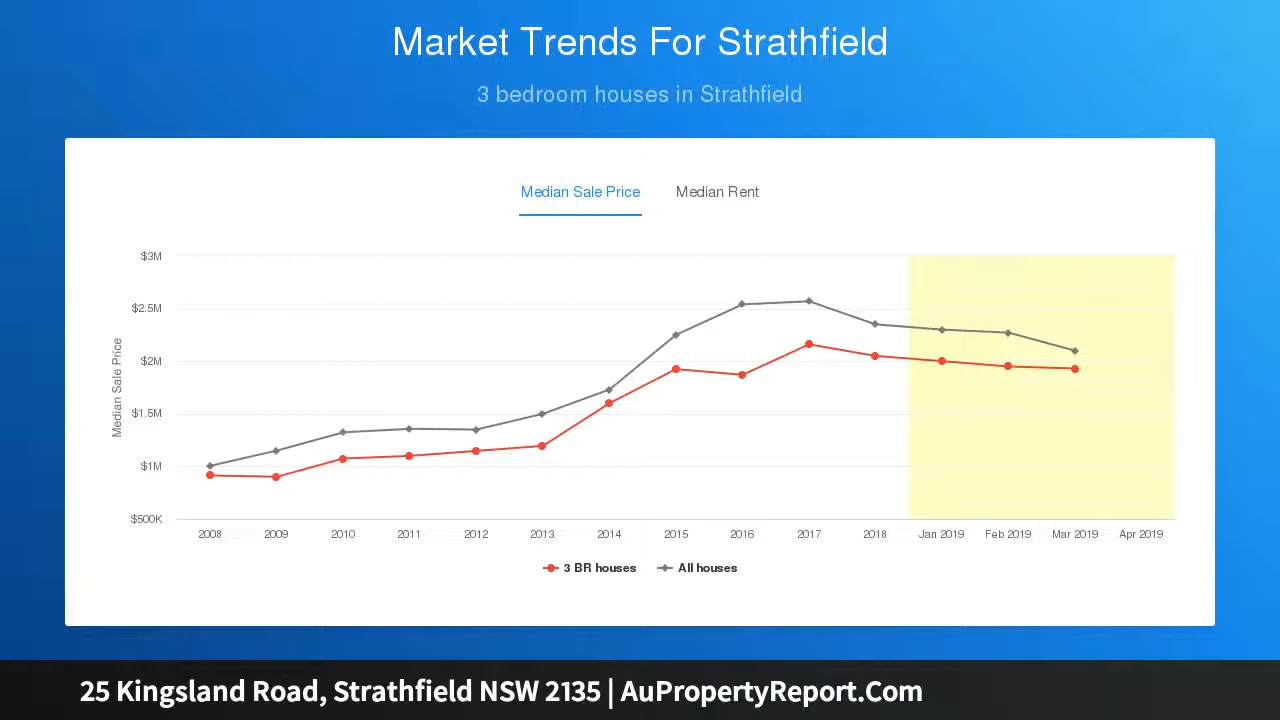 Market Trends For Strathfield
3 bedroom houses in Strathfield
Median Sale Price Median Rent
Median Sale Price
$3M
$2.5M
$2M
$1.5M
$1M
$500K
2008 2009 2010 2011 2012 2013 2014 2015 2016 2017 2018 Jan 2019 Feb 2019 Mar 2019 Apr 2019
3 BR houses All houses
25 Kingsland Road, Strathfield NSW 2135 | AuPropertyReport.Com